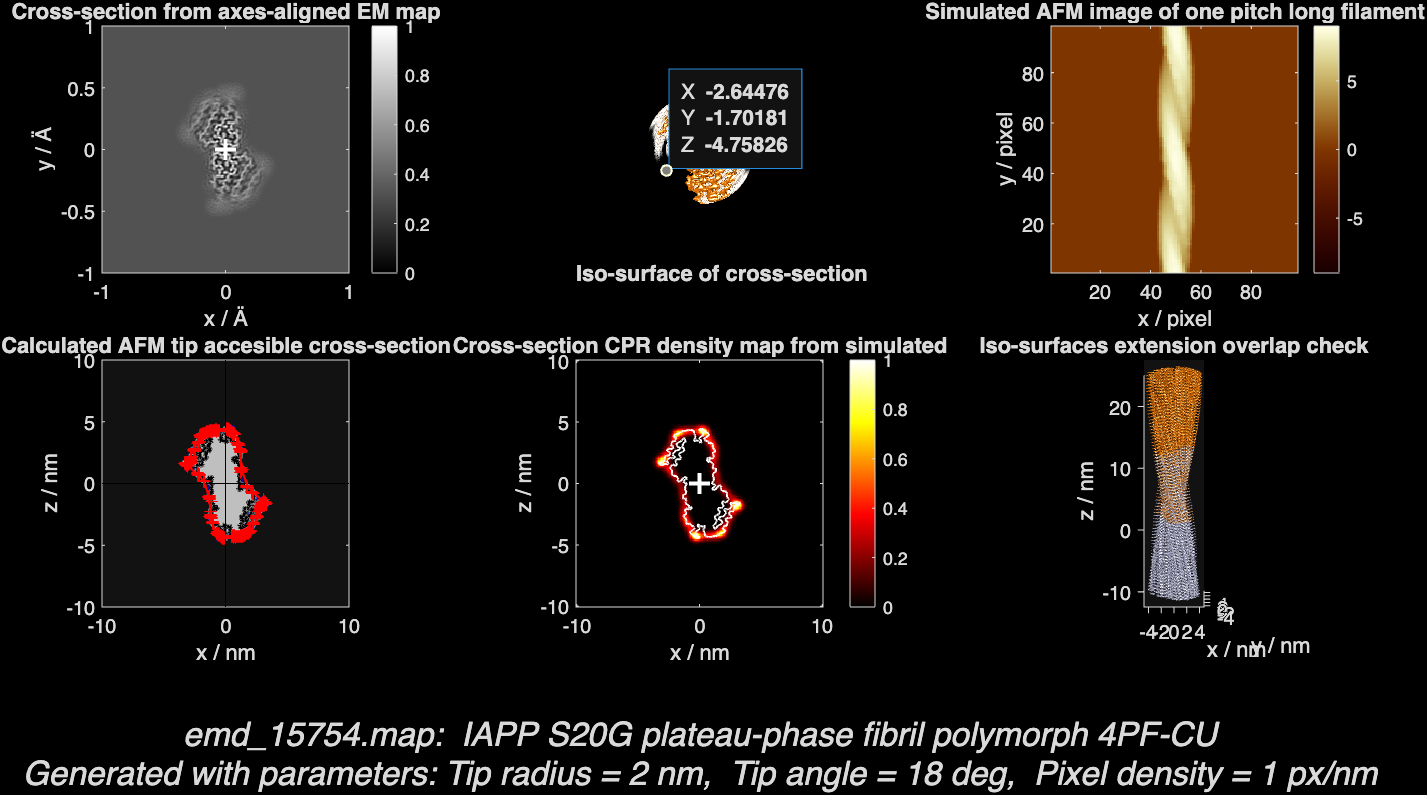 Cross-section from axes-aligned EM map
1
0.5
0
-0.5
-1
y / Ä
-1 0 1
x / Ä
1
0.8
0.6
0.4
0.2
0
X -2.64476
Y -1.70181
Z -4.75826
Iso-surface of cross-section
Simulated AFM image of one pitch long filament
80
60
40
20
y / pixel
20 40 60 80
x / pixel
5
0
-5
Calculated AFM tip accesible cross-section
10
5
0
-5
-10
z / nm
-10 0 10
x / nm
Cross-section CPR density map from simulated
10
5
0
-5
-10
z / nm
-10 0 10
x / nm
1
0.8
0.6
0.4
0.2
0
Iso-surfaces extension overlap check
20
10
0
-10
z / nm
-4 -2 0 2 4
x / nm
y / nm
emd_15754.map: IAPP S20G plateau-phase fibril polymorph 4PF-CU
Generated with parameters: Tip radius = 2 nm, Tip angle = 18 deg, Pixel density = 1 px/nm